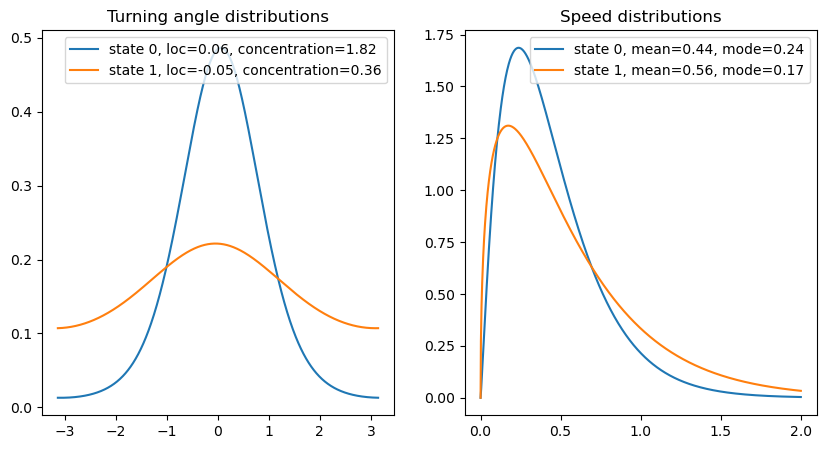 Turning angle distributions
state 0, loc=0.06, concentration=1.82
state 1, loc=-0.05, concentration=0.36
0.5
0.4
0.3
0.2
0.1
0.0
−3 −2 −1 0 1 2 3
Speed distributions
state 0, mean=0.44, mode=0.24
state 1, mean=0.56, mode=0.17
1.75
1.50
1.25
1.00
0.75
0.50
0.25
0.00
0.0 0.5 1.0 1.5 2.0